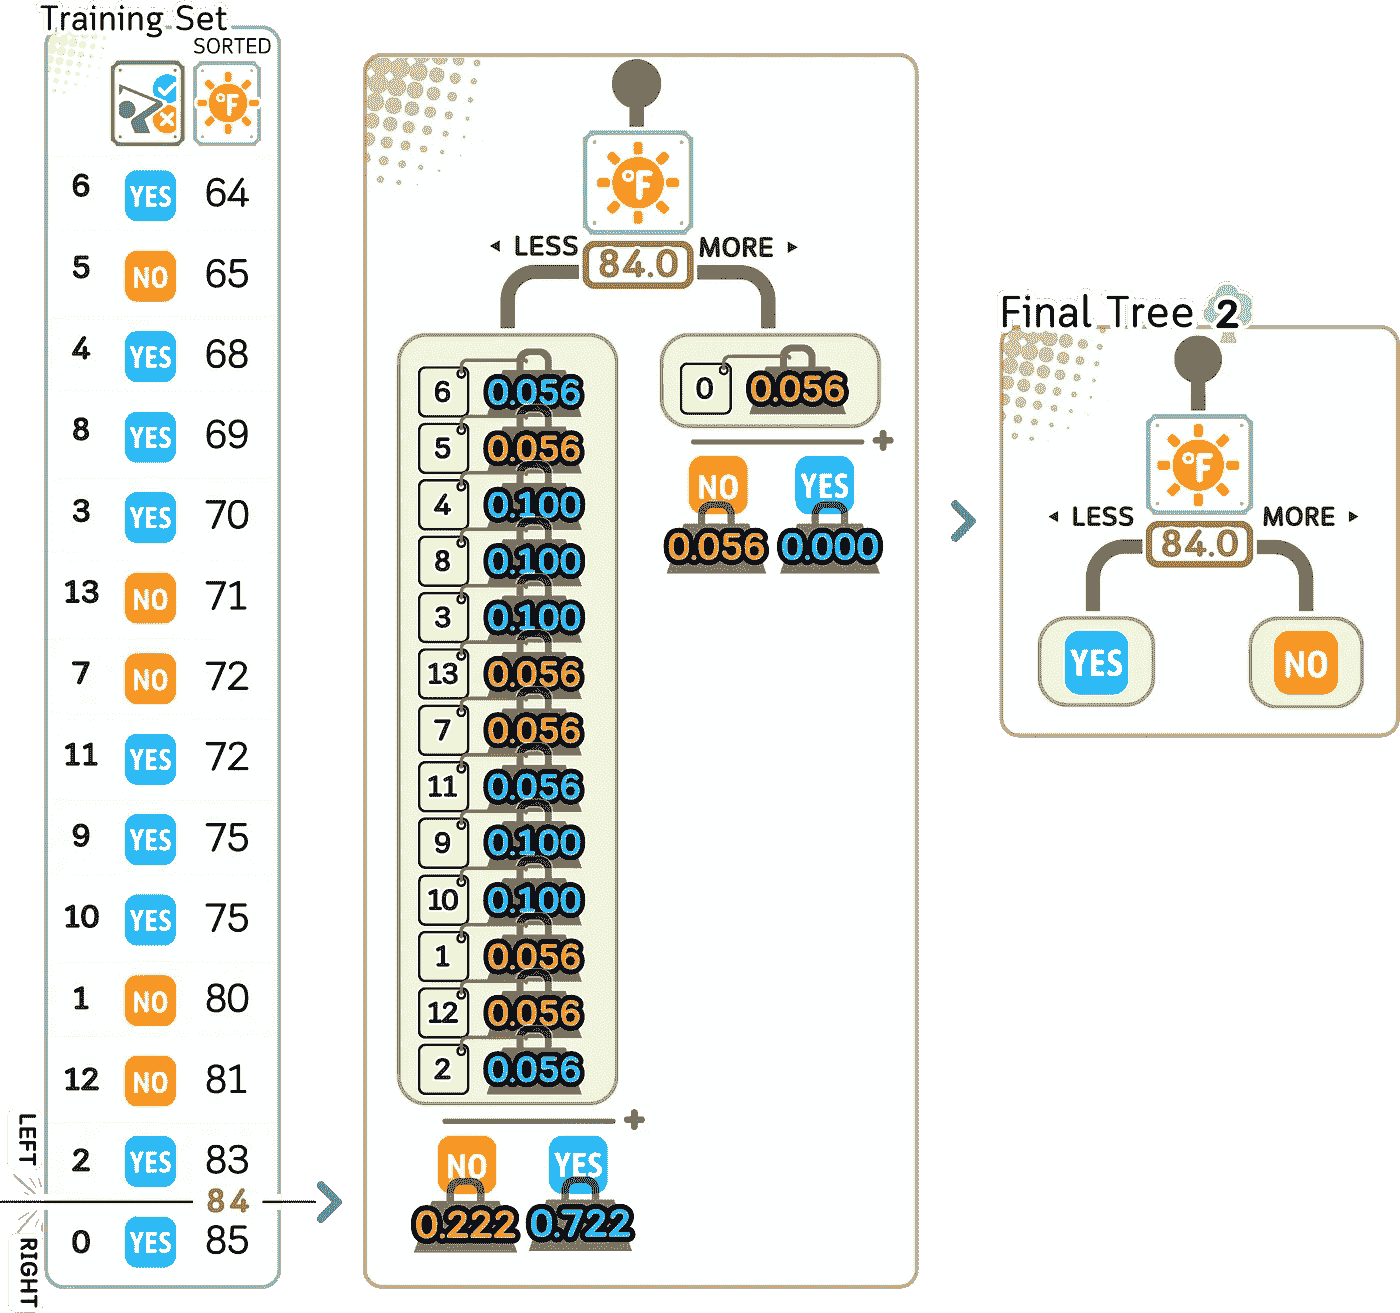 Training Set
SORTED
°F
6 YES 64
5 NO 65
4 YES 68
8 YES 69
3 YES 70
13 NO 71
7 NO 72
11 YES 72
9 YES 75
10 YES 75
1 NO 80
12 NO 81
2 YES 83
LEFT
84
RIGHT
0 YES 85
°F
LESS 84.0 MORE
6 0.056
5 0.056
4 0.100
8 0.100
3 0.100
13 0.056
7 0.056
11 0.056
9 0.100
10 0.100
1 0.056
12 0.056
2 0.056
+
NO YES
0.222 0.722
0 0.056
+
NO YES
0.056 0.000
Final Tree 2
°F
LESS 84.0 MORE
YES NO